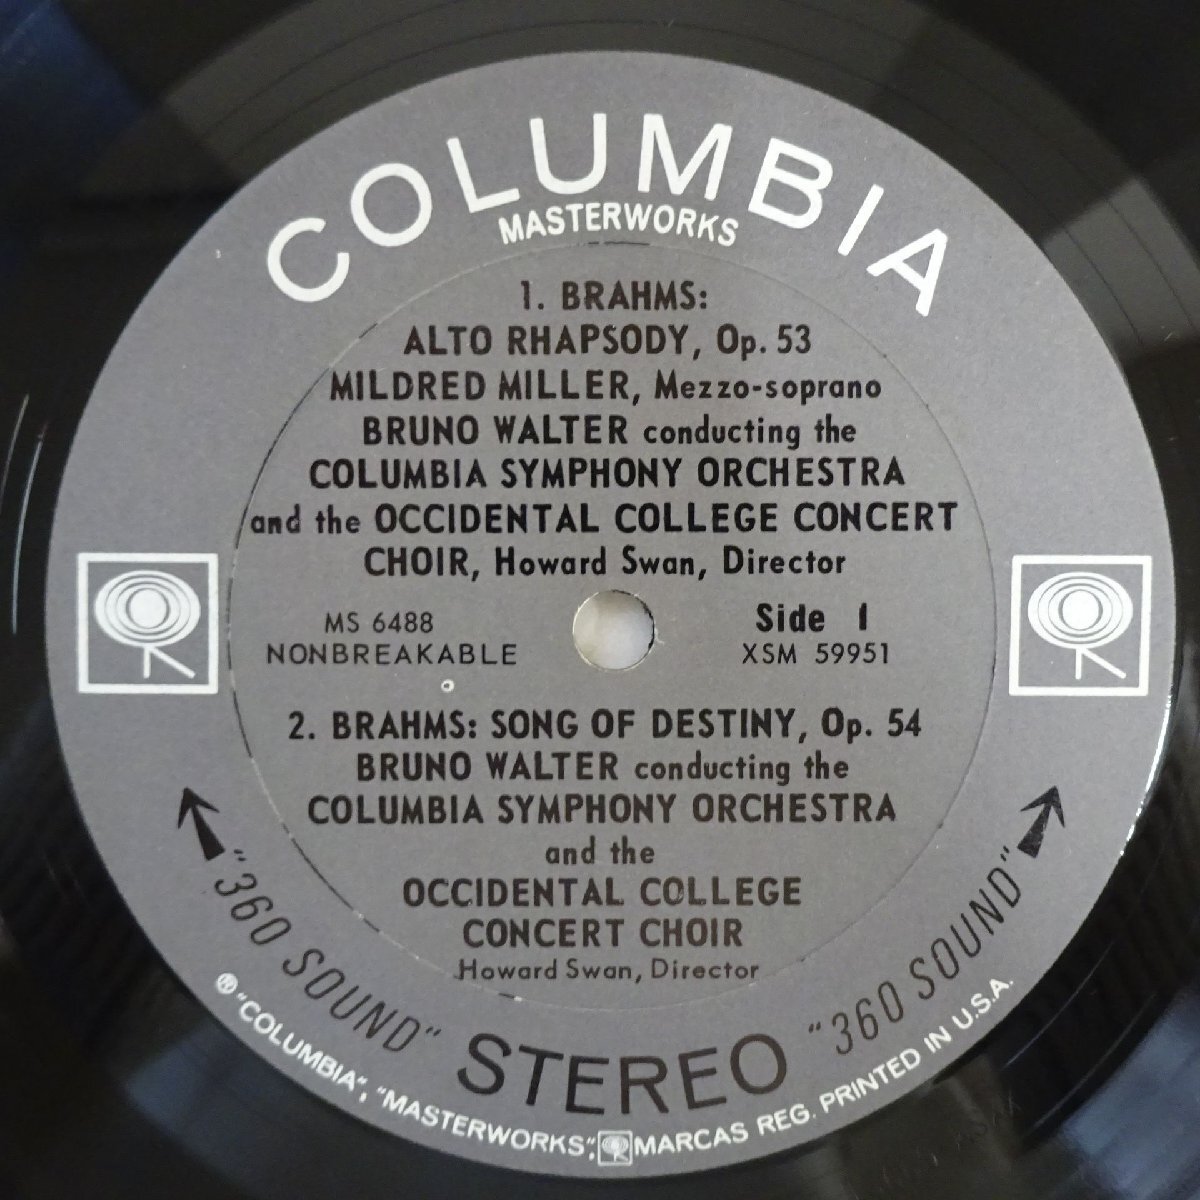 COLUMBIA
MASTERWORKS
1. BRAHMS:
ALTO RHAPSODY, Op. 53
MILDRED MILLER, Mezzo-soprano
BRUNO WALTER conducting the
COLUMBIA SYMPHONY ORCHESTRA
and the OCCIDENTAL COLLEGE CONCERT
CHOIR, Howard Swan, Director
MS 6488
NONBREAKABLE
Side 1
XSM 59951
2. BRAHMS: SONG OF DESTINY, Op. 54
BRUNO WALTER conducting the
COLUMBIA SYMPHONY ORCHESTRA
and the
OCCIDENTAL COLLEGE
CONCERT CHOIR
Howard Swan, Director
"360 SOUND" STEREO "360 SOUND"
® "COLUMBIA", "MASTERWORKS", MARCAS REG. PRINTED IN U.S.A.